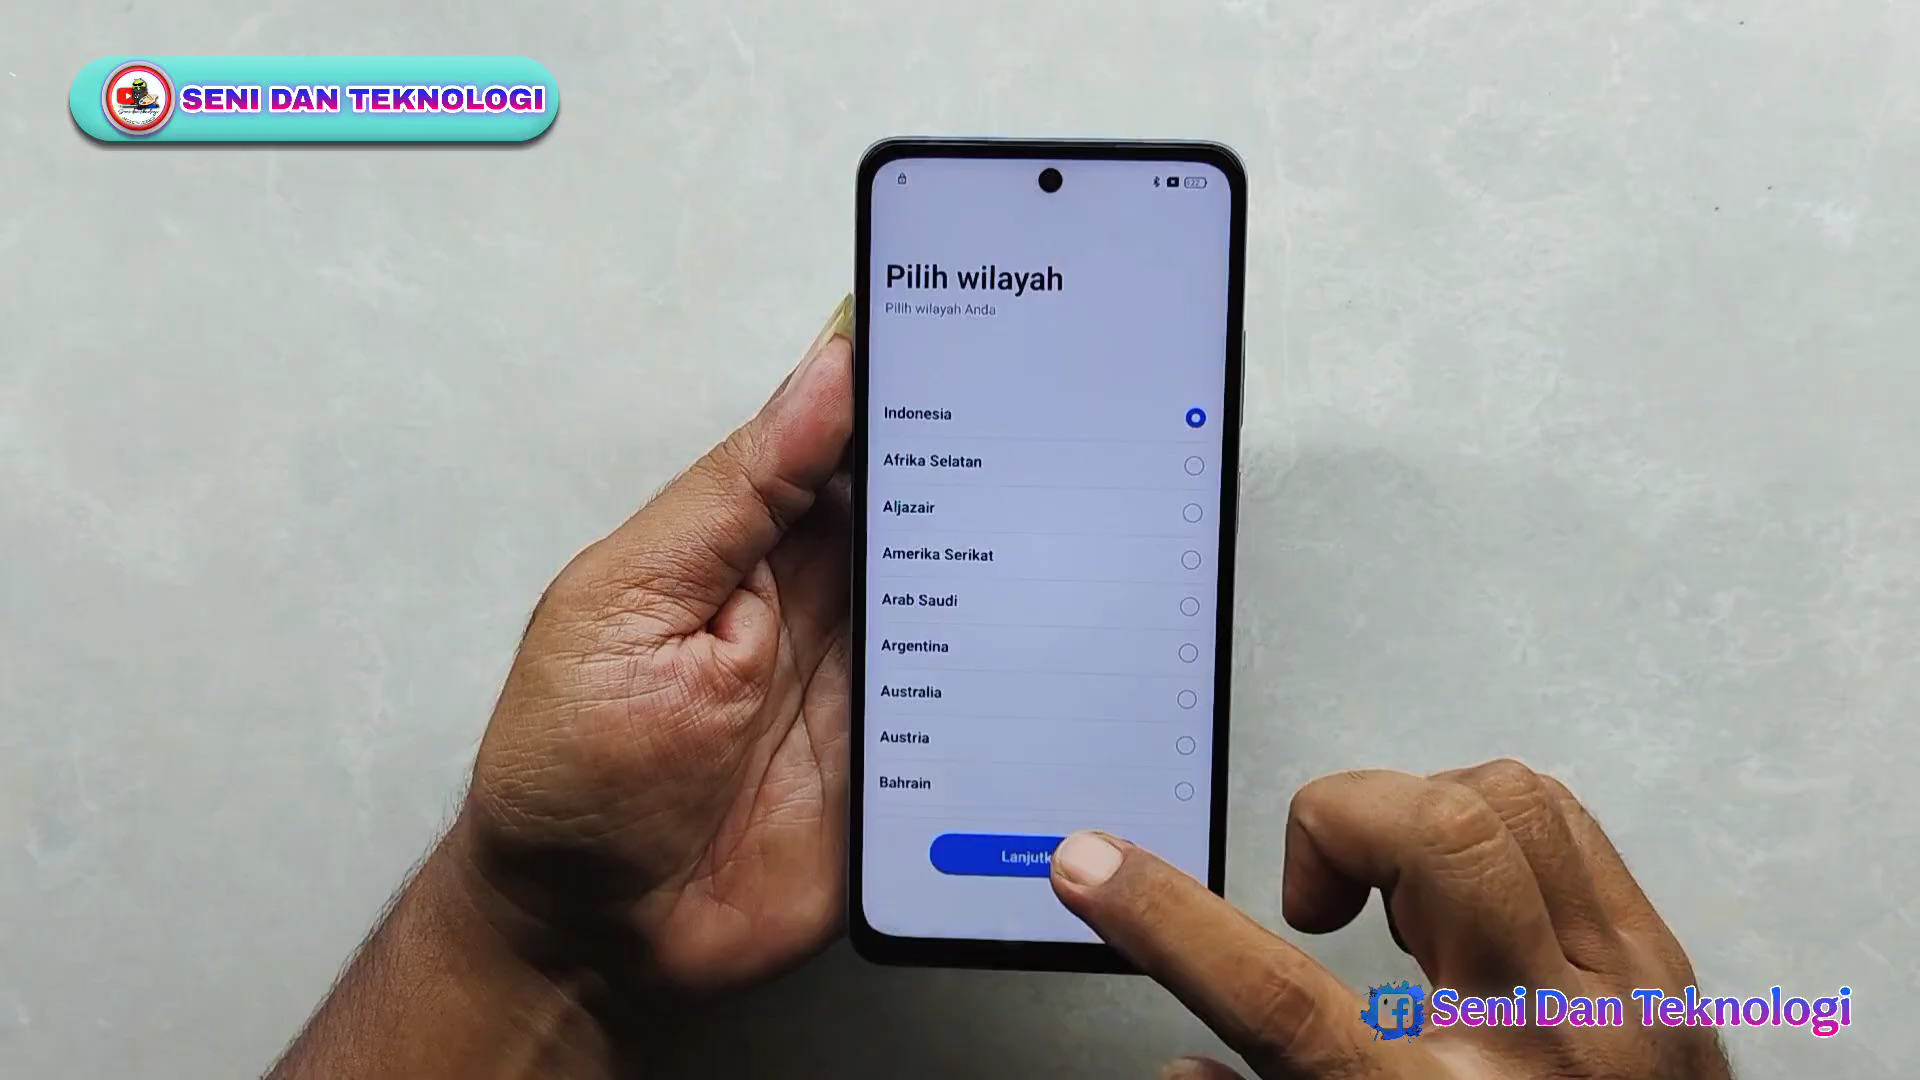 SENI DAN TEKNOLOGI
Pilih wilayah
Pilih wilayah Anda
Indonesia
Afrika Selatan
Aljazair
Amerika Serikat
Arab Saudi
Argentina
Australia
Austria
Bahrain
Lanjutk
Seni Dan Teknologi